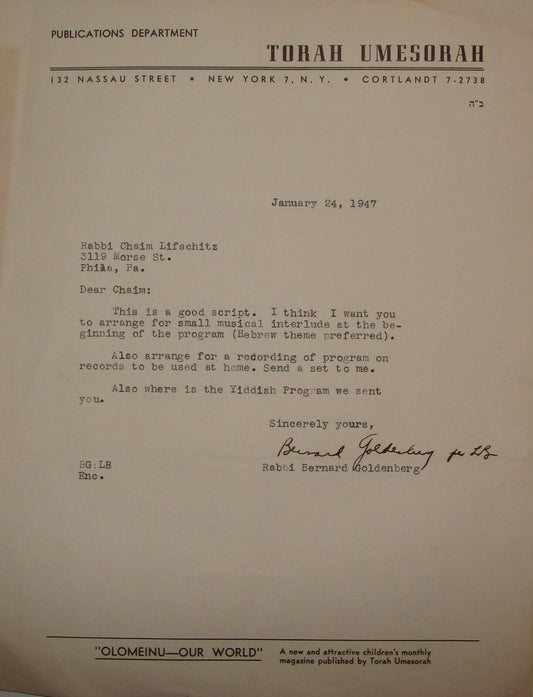 PUBLICATIONS DEPARTMENT
TORAH UMESORAH
132 NASSAU STREET • NEW YORK 7, N. Y. • CORTLANDT 7-2738
ב"ה
January 24, 1947
Rabbi Chaim Lifschitz
3119 Morse St.
Phila, Pa.
Dear Chaim:
This is a good script. I think I want you
to arrange for small musical interlude at the be-
ginning of the program (Hebrew theme preferred).
Also arrange for a redording of program on
records to be used at home. Send a set to me.
Also where is the Yiddish Program we sent
you.
Sincerely yours,
Bernard Goldenberg per LB
BG:LB Rabbi Bernard Goldenberg
Enc.
"OLOMEINU—OUR WORLD" A new and attractive children's monthly
magazine published by Torah Umesorah